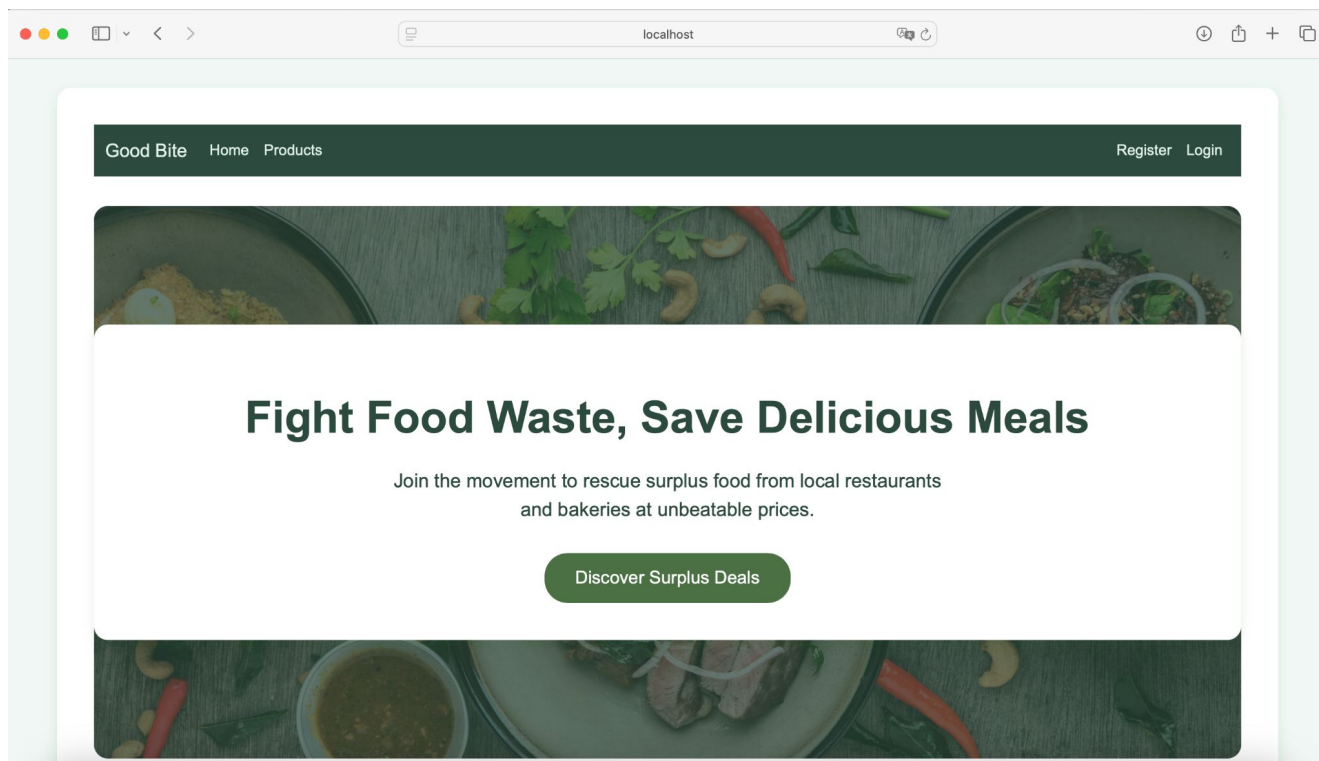 localhost
Good Bite Home Products Register Login
Fight Food Waste, Save Delicious Meals
Join the movement to rescue surplus food from local restaurants
and bakeries at unbeatable prices.
Discover Surplus Deals